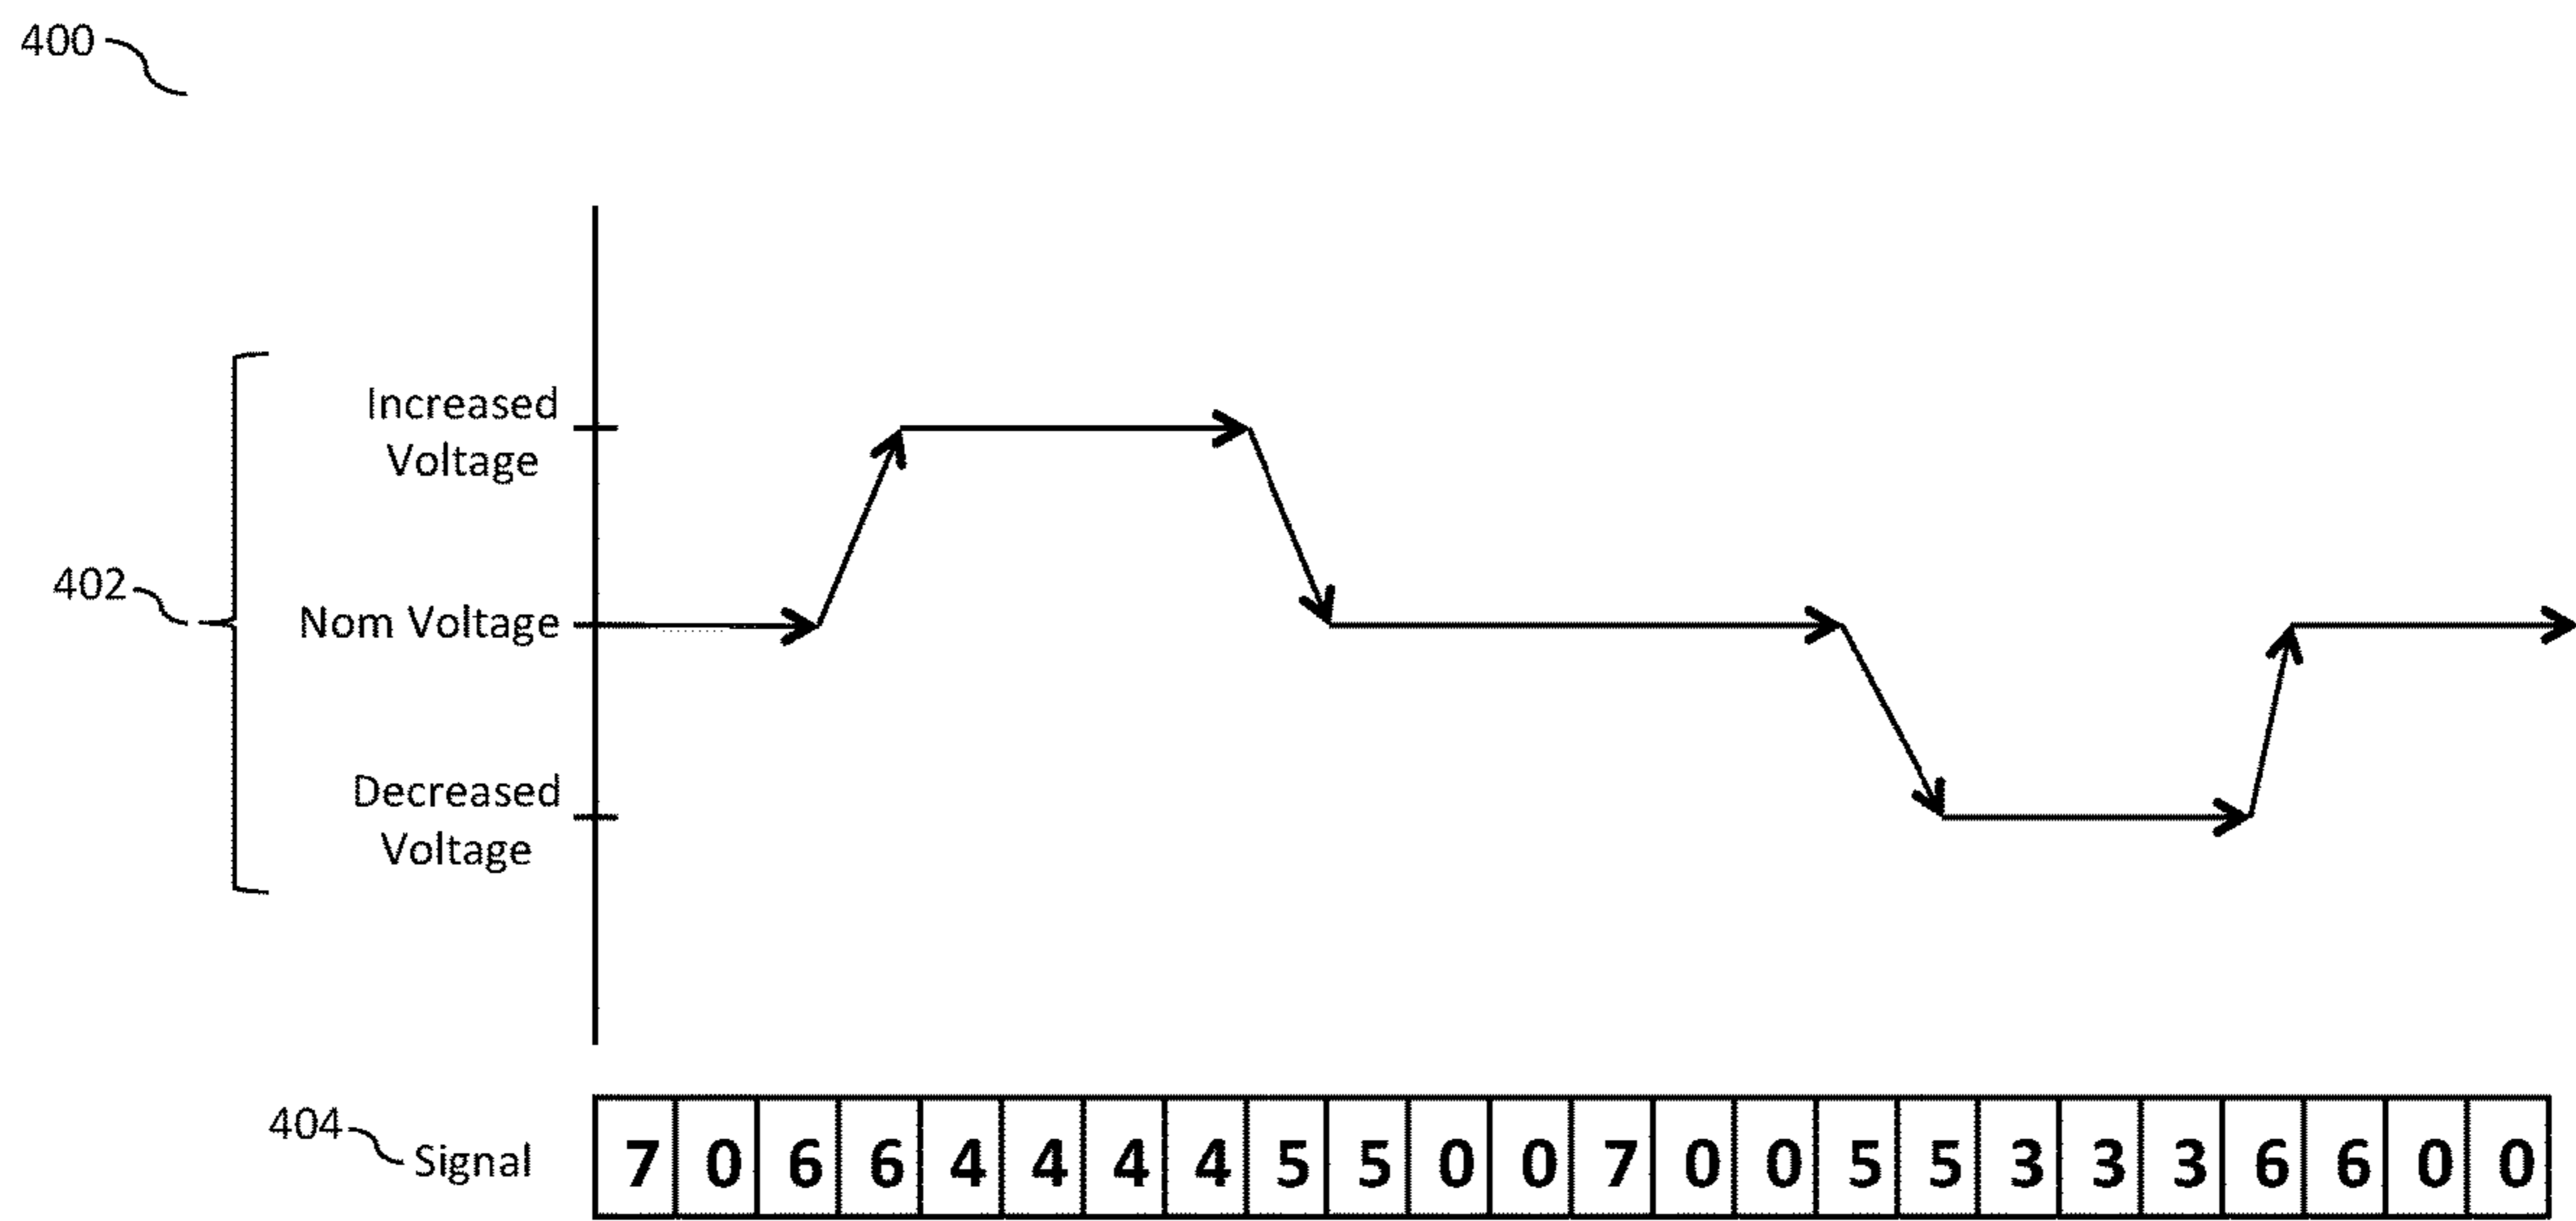 400
Increased
Voltage
402
Nom Voltage
Decreased
Voltage
404
Signal
7 0 6 6 4 4 4 4 5 5 0 0 7 0 0 5 5 3 3 3 6 6 0 0